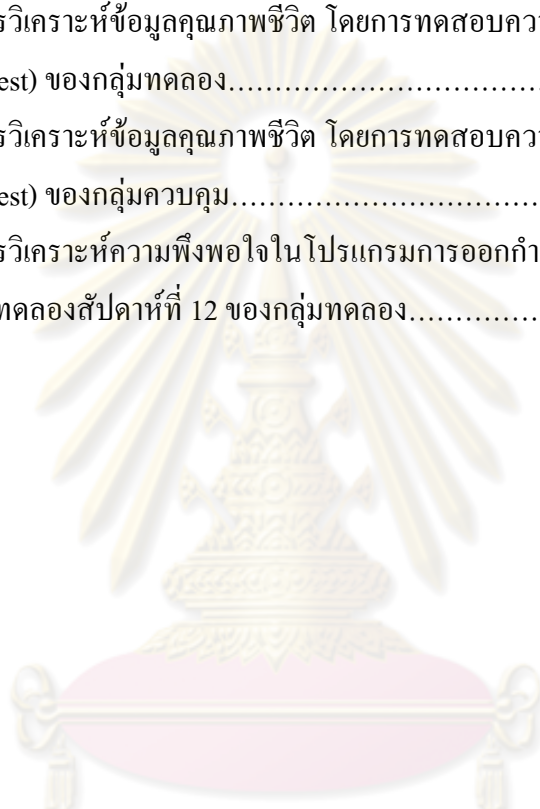 รวิเคราะห์ข้อมูลคุณภาพชีวิต โดยการทดสอบคว
est) ของกลุ่มทดลอง……………………………
รวิเคราะห์ข้อมูลคุณภาพชีวิต โดยการทดสอบคว
est) ของกลุ่มควบคุม……………………………
รวิเคราะห์ความพึงพอใจในโปรแกรมการออกกำ
ทดลองสัปดาห์ที่ 12 ของกลุ่มทดลอง……………